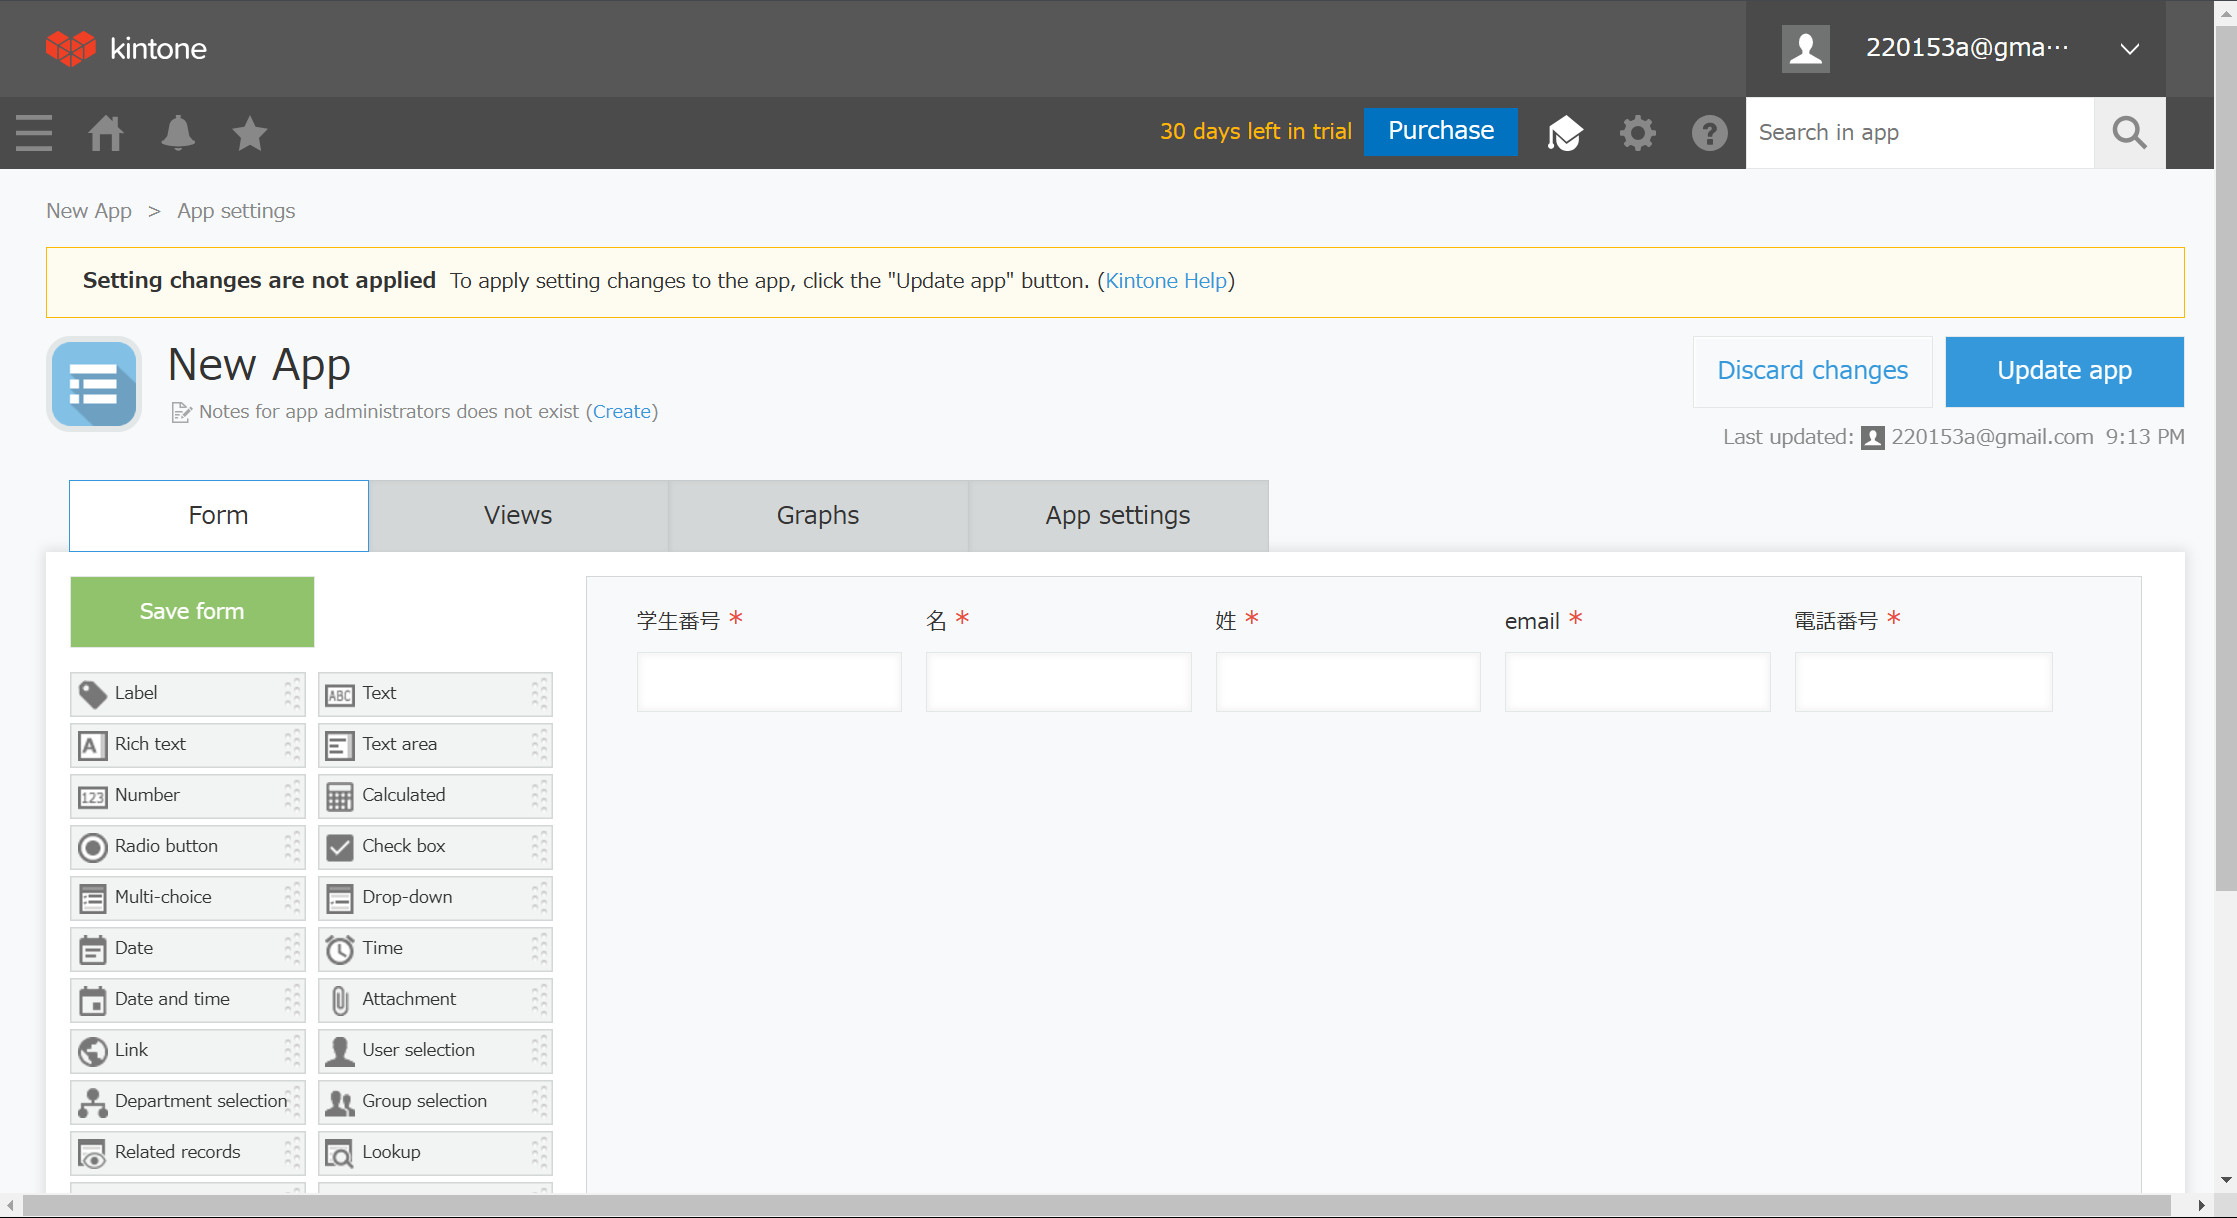 kintone
220153a@gma…
30 days left in trial
Purchase
Search in app
New App > App settings
Setting changes are not applied To apply setting changes to the app, click the "Update app" button. (Kintone Help)
New App
Notes for app administrators does not exist (Create)
Discard changes
Update app
Last updated: 220153a@gmail.com 9:13 PM
Form
Views
Graphs
App settings
Save form
学生番号 *
名 *
姓 *
email *
電話番号 *
Label
ABC Text
A Rich text
Text area
123 Number
Calculated
Radio button
Check box
Multi-choice
Drop-down
Date
Time
Date and time
Attachment
Link
User selection
Department selection
Group selection
Related records
Lookup